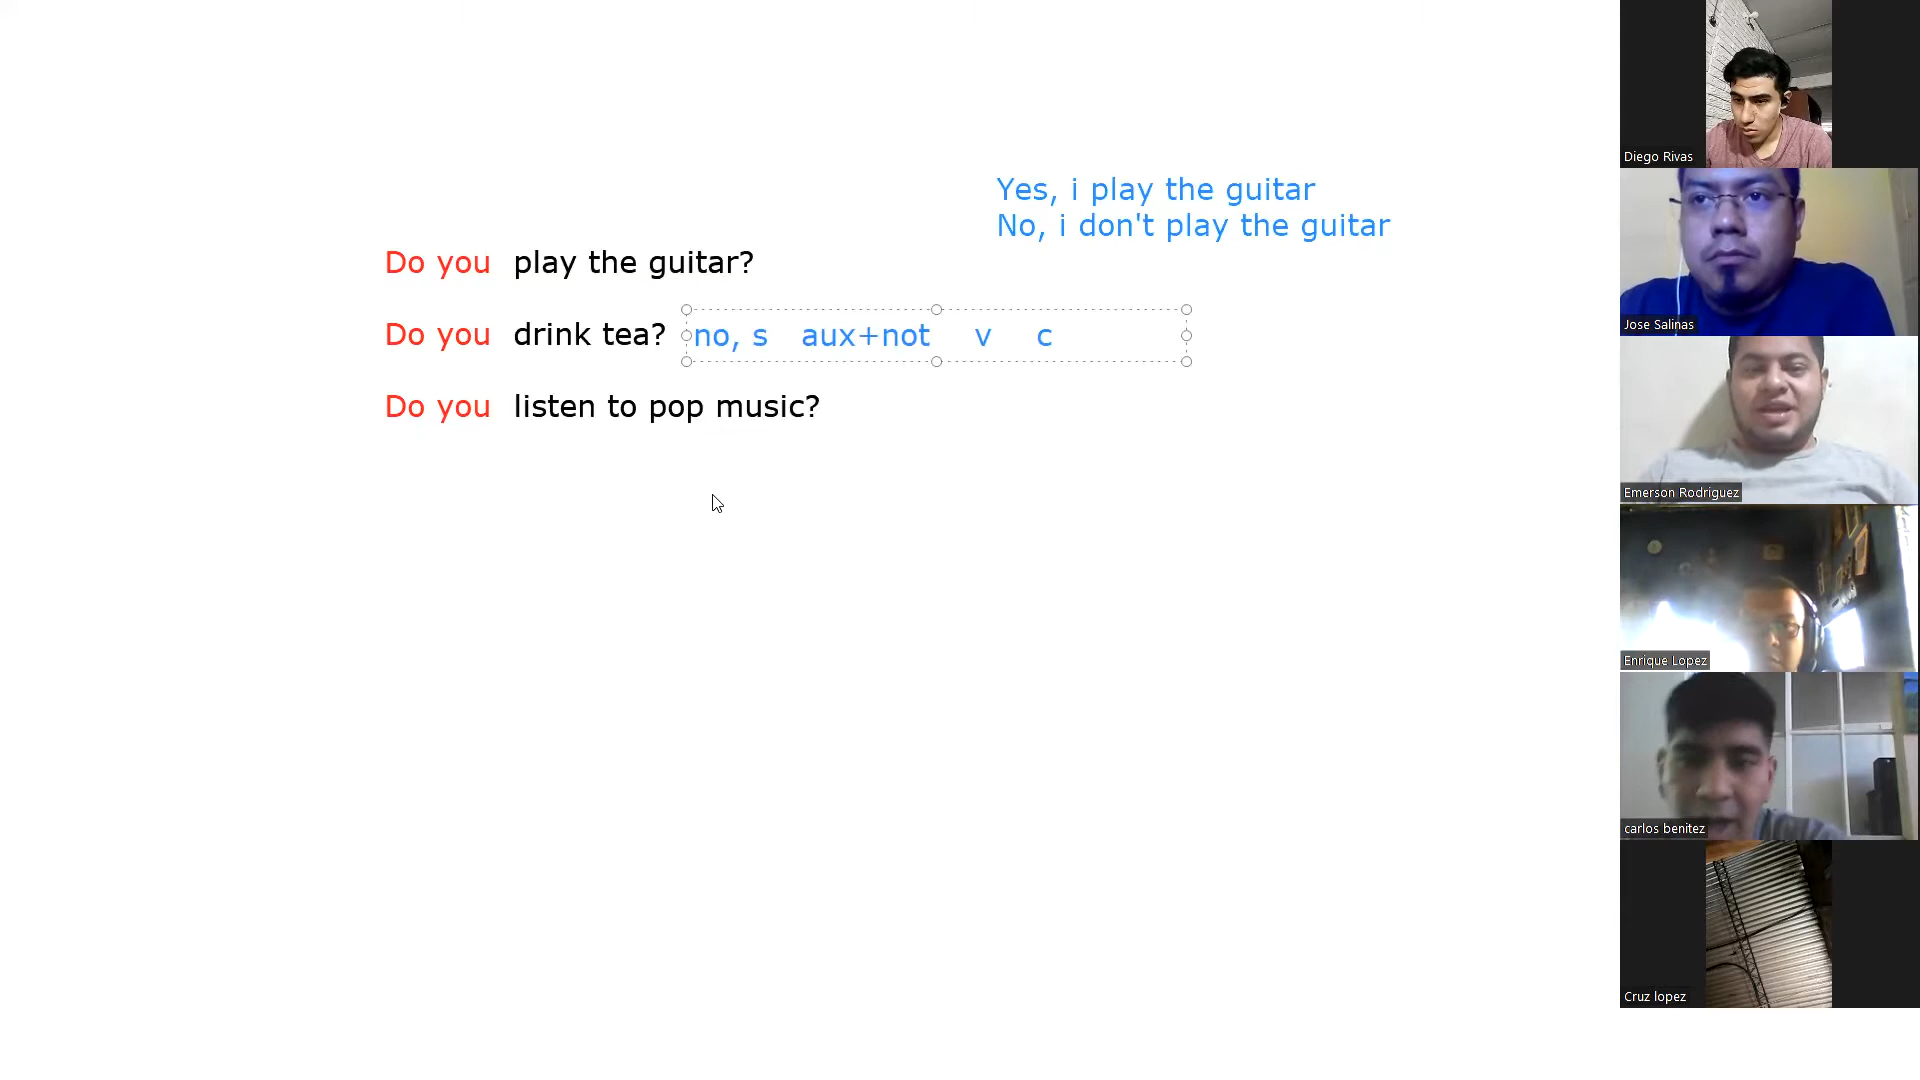 Yes, i play the guitar
No, i don't play the guitar
Do you play the guitar?
Do you drink tea? no, s aux+not v c
Do you listen to pop music?
Diego Rivas
Jose Salinas
Emerson Rodriguez
Enrique Lopez
carlos benitez
Cruz lopez